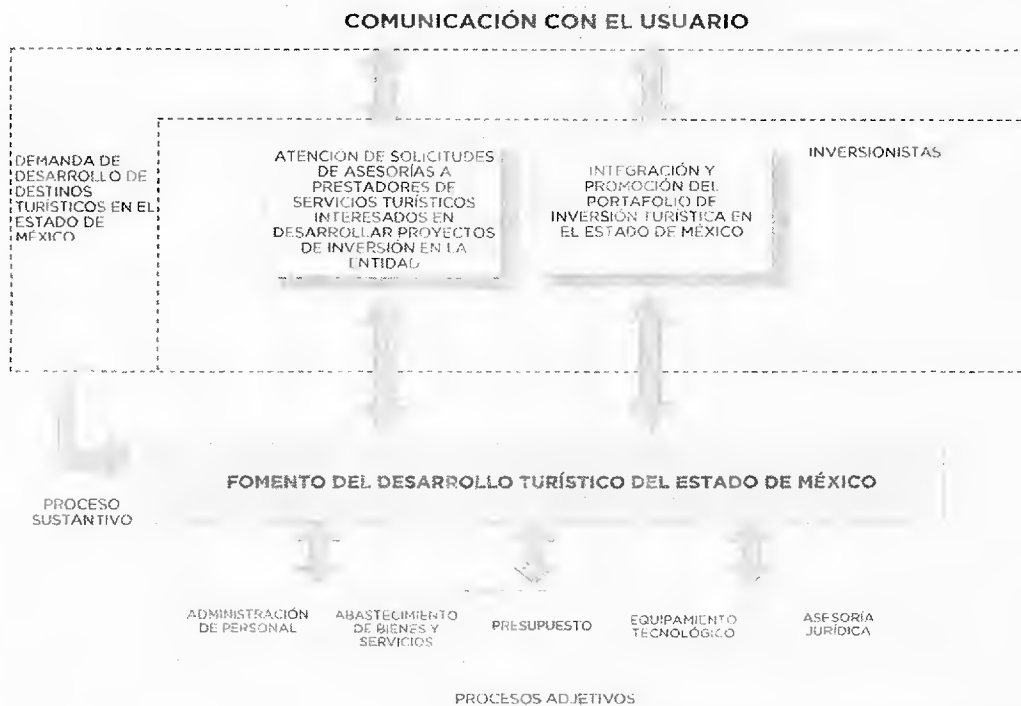 COMUNICACIÓN CON EL USUARIO
DEMANDA DE
DESARROLLO DE
DESTINOS
TURÍSTICOS EN EL
ESTADO DE
MÉXICO
ATENCIÓN DE SOLICITUDES
DE ASESORÍAS A
PRESTADORES DE
SERVICIOS TURÍSTICOS
INTERESADOS EN
DESARROLLAR PROYECTOS
DE INVERSIÓN EN LA
ENTIDAD
INTEGRACIÓN Y
PROMOCIÓN DEL
PORTAFOLIO DE
INVERSIÓN TURÍSTICA EN
EL ESTADO DE MÉXICO
INVERSIONISTAS
FOMENTO DEL DESARROLLO TURÍSTICO DEL ESTADO DE MÉXICO
PROCESO
SUSTANTIVO
ADMINISTRACIÓN
DE PERSONAL
ABASTECIMIENTO
DE BIENES Y
SERVICIOS
PRESUPUESTO
EQUIPAMIENTO
TECNOLÓGICO
ASESORÍA
JURÍDICA
PROCESOS ADJETIVOS